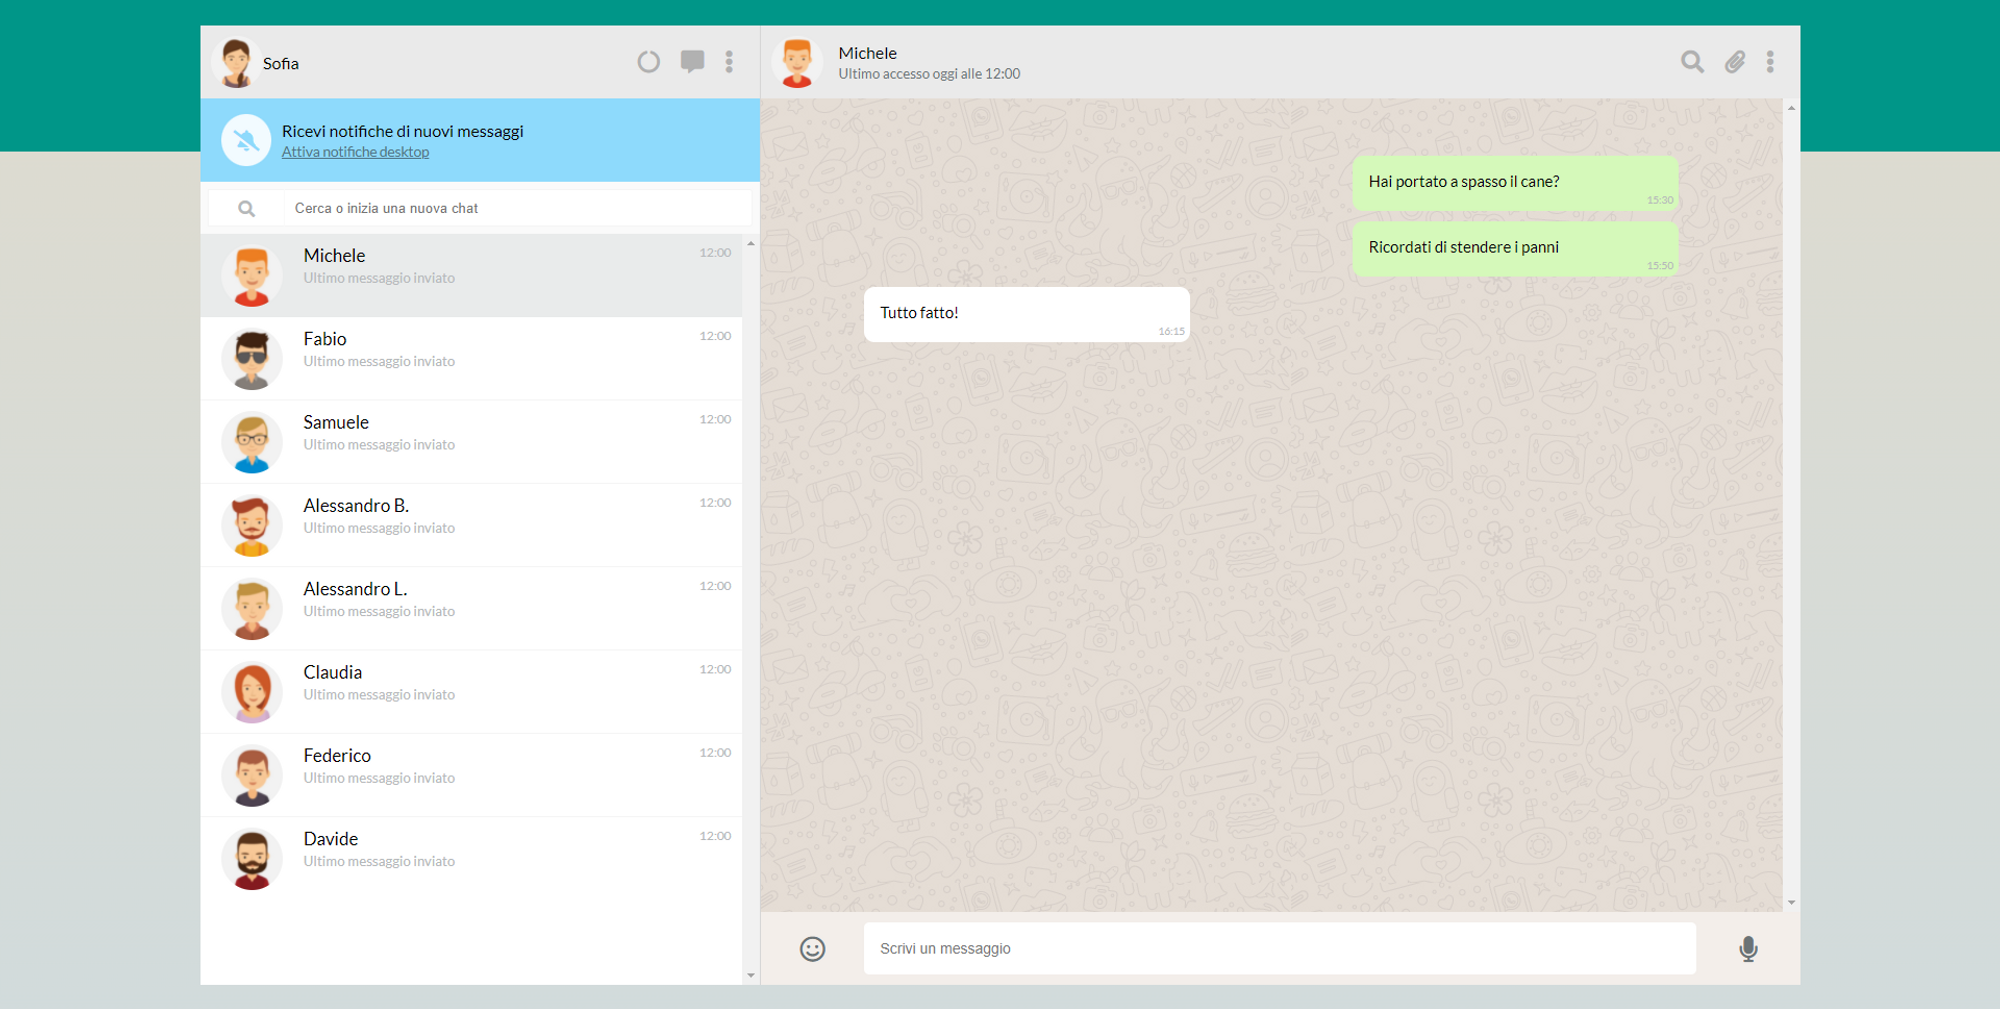 Sofia
Ricevi notifiche di nuovi messaggi
Attiva notifiche desktop
Cerca o inizia una nuova chat
Michele
12:00
Ultimo messaggio inviato
Fabio
12:00
Ultimo messaggio inviato
Samuele
12:00
Ultimo messaggio inviato
Alessandro B.
12:00
Ultimo messaggio inviato
Alessandro L.
12:00
Ultimo messaggio inviato
Claudia
12:00
Ultimo messaggio inviato
Federico
12:00
Ultimo messaggio inviato
Davide
12:00
Ultimo messaggio inviato
Michele
Ultimo accesso oggi alle 12:00
Hai portato a spasso il cane?
15:30
Ricordati di stendere i panni
15:50
Tutto fatto!
16:15
Scrivi un messaggio